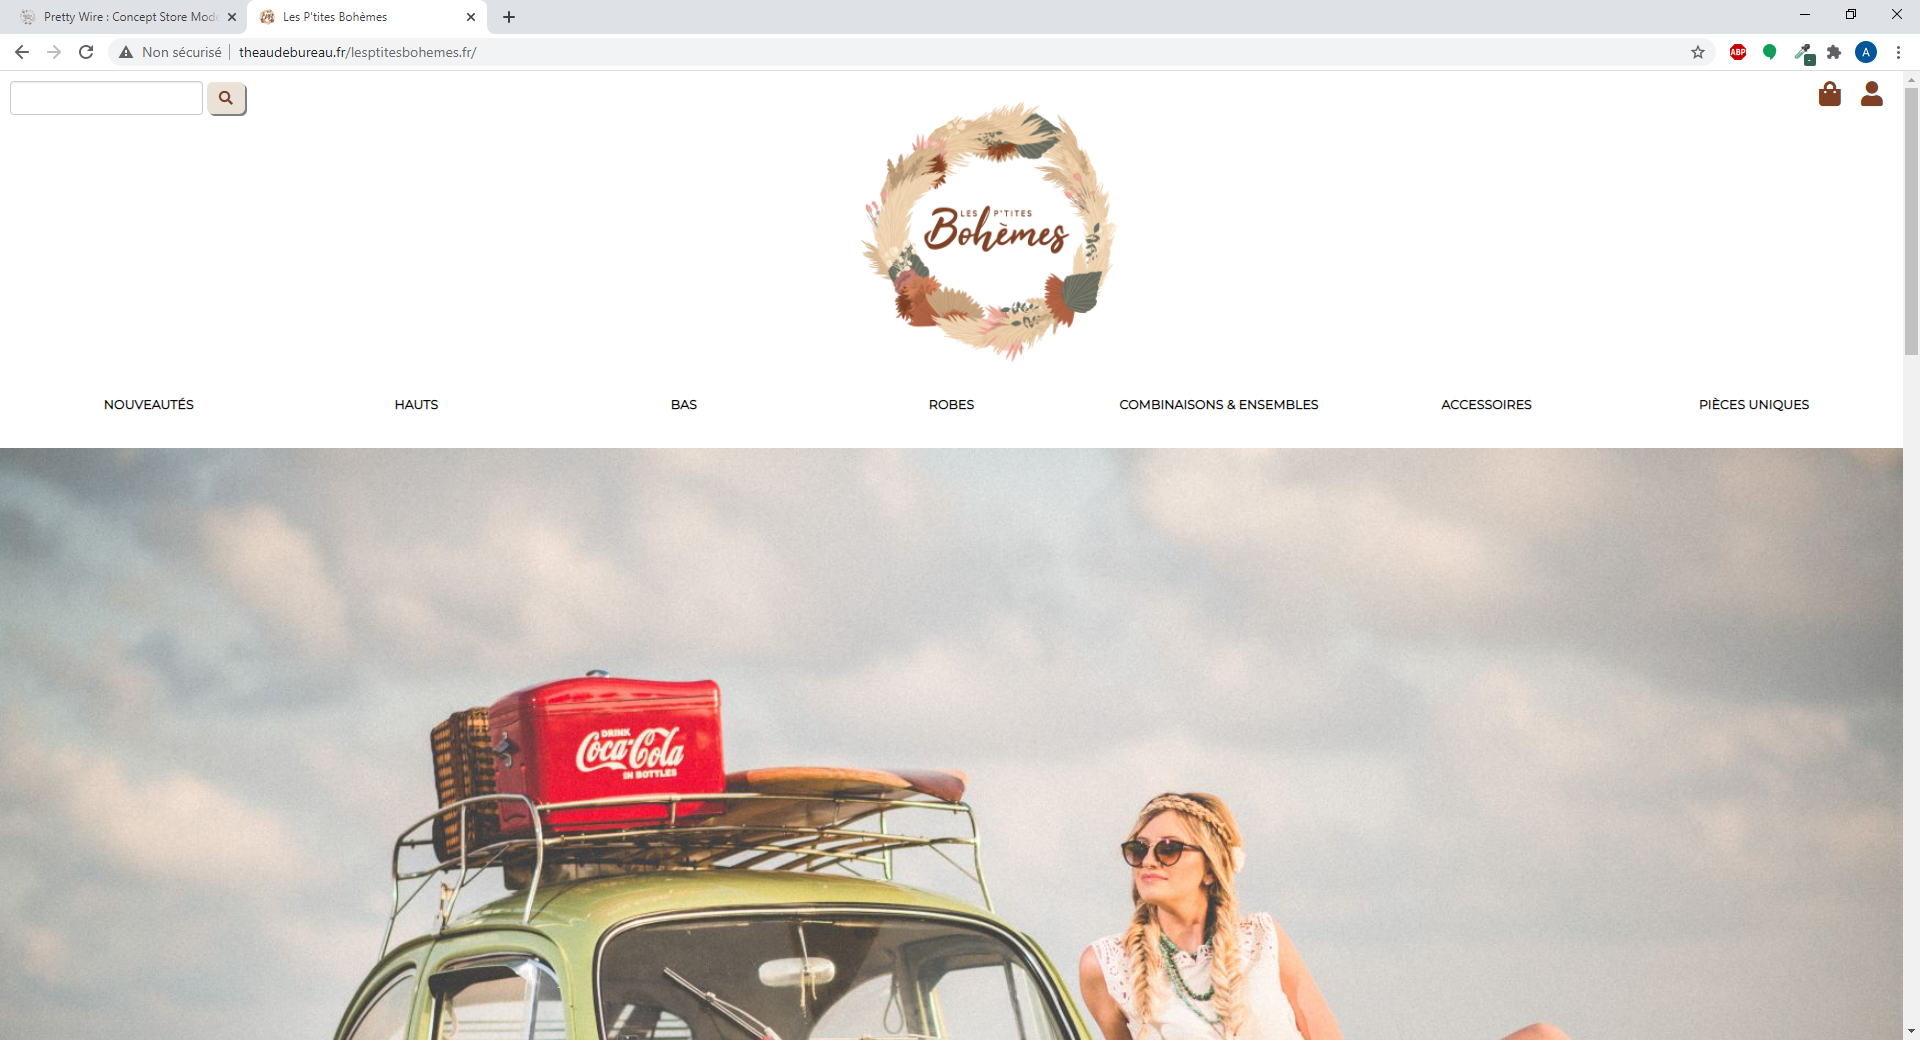 Pretty Wire : Concept Store Mode
Les P'tites Bohèmes
Non sécurisé
theaudebureau.fr/lesptitesbohemes.fr/
ABP
A
LES P'TITES
Bohèmes
NOUVEAUTÉS
HAUTS
BAS
ROBES
COMBINAISONS & ENSEMBLES
ACCESSOIRES
PIÈCES UNIQUES
DRINK
Coca-Cola
IN BOTTLES